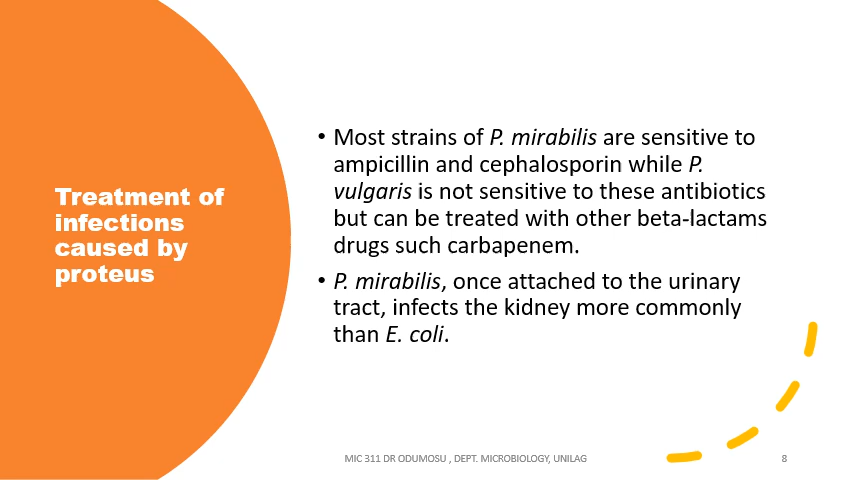 Treatment of
infections
caused by
proteus
• Most strains of P. mirabilis are sensitive to
ampicillin and cephalosporin while P.
vulgaris is not sensitive to these antibiotics
but can be treated with other beta-lactams
drugs such carbapenem.
• P. mirabilis, once attached to the urinary
tract, infects the kidney more commonly
than E. coli.
MIC 311 DR ODUMOSU , DEPT. MICROBIOLOGY, UNILAG
8